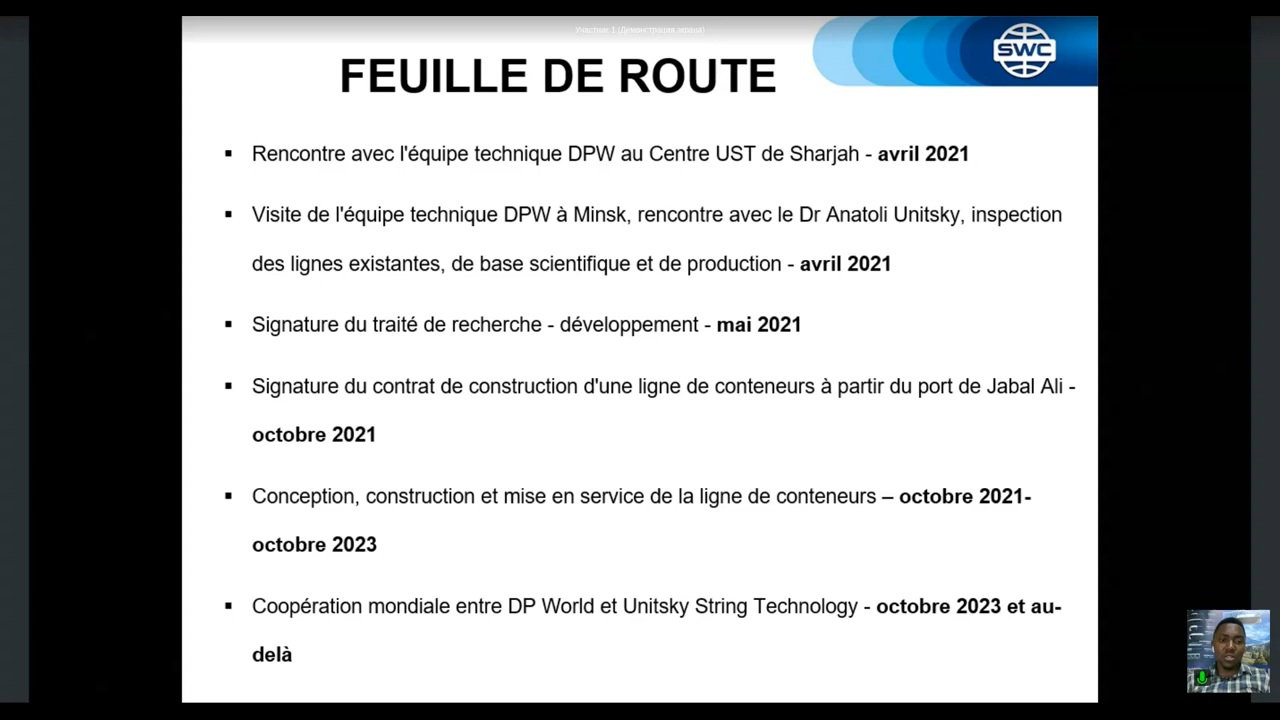 Участник 1 (Демонстрация экрана)
SWC
FEUILLE DE ROUTE
▪ Rencontre avec l'équipe technique DPW au Centre UST de Sharjah - avril 2021
▪ Visite de l'équipe technique DPW à Minsk, rencontre avec le Dr Anatoli Unitsky, inspection
des lignes existantes, de base scientifique et de production - avril 2021
▪ Signature du traité de recherche - développement - mai 2021
▪ Signature du contrat de construction d'une ligne de conteneurs à partir du port de Jabal Ali -
octobre 2021
▪ Conception, construction et mise en service de la ligne de conteneurs – octobre 2021-
octobre 2023
▪ Coopération mondiale entre DP World et Unitsky String Technology - octobre 2023 et au-
delà